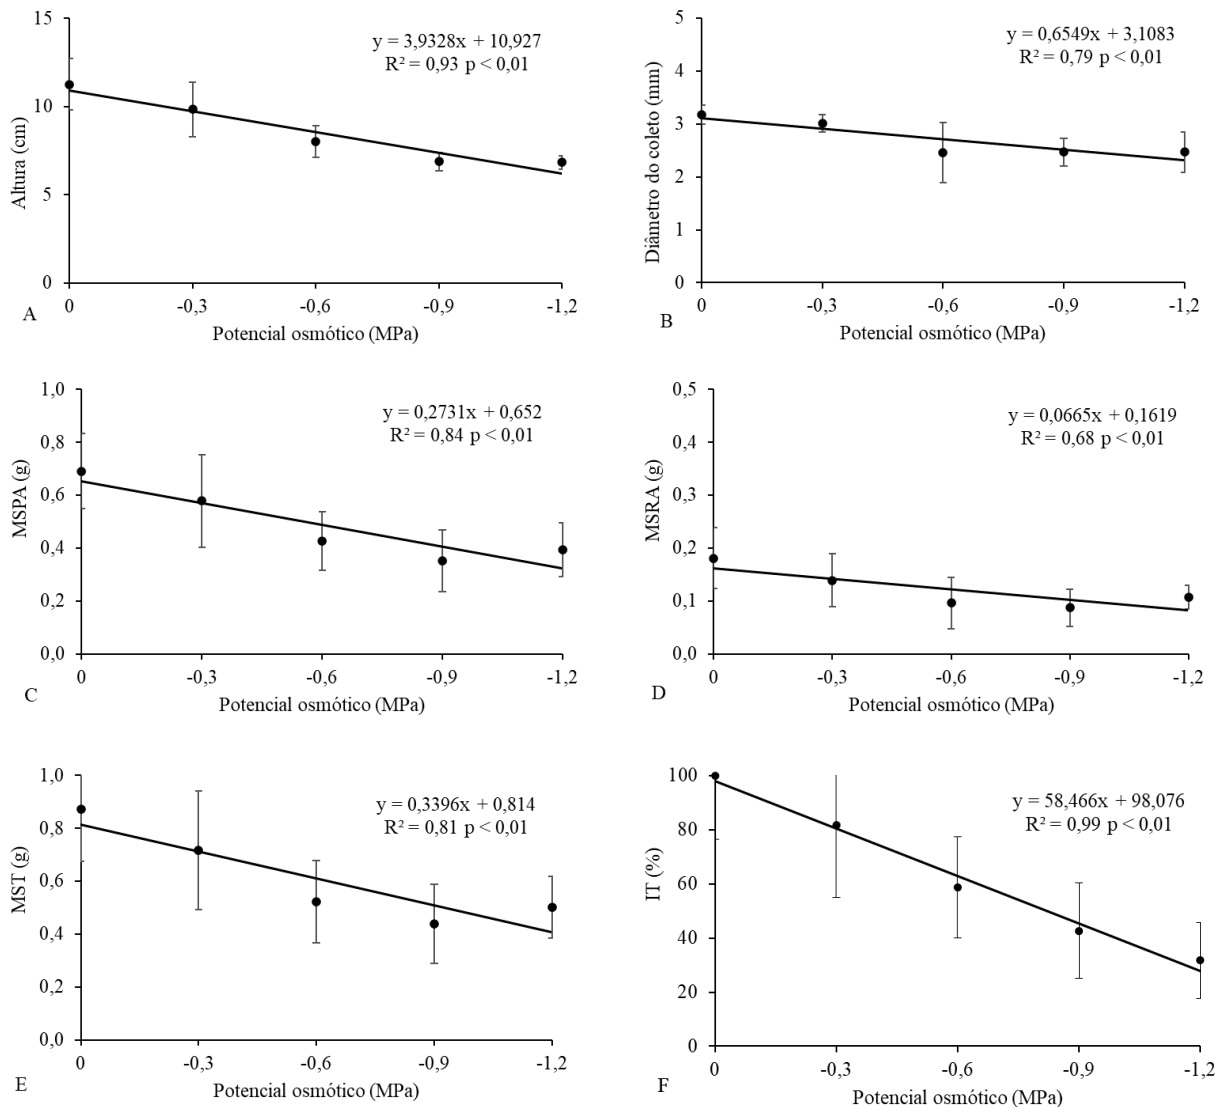 15
10
5
0
Altura (cm)
y = 3,9328x + 10,927
R² = 0,93 p < 0,01
0 -0,3 -0,6 -0,9 -1,2
Potencial osmótico (MPa)
A
5
4
3
2
1
0
Diâmetro do coleto (mm)
y = 0,6549x + 3,1083
R² = 0,79 p < 0,01
0 -0,3 -0,6 -0,9 -1,2
Potencial osmótico (MPa)
B
1,0
0,8
0,6
0,4
0,2
0,0
MSPA (g)
y = 0,2731x + 0,652
R² = 0,84 p < 0,01
0 -0,3 -0,6 -0,9 -1,2
Potencial osmótico (MPa)
C
0,5
0,4
0,3
0,2
0,1
0,0
MSRA (g)
y = 0,0665x + 0,1619
R² = 0,68 p < 0,01
0 -0,3 -0,6 -0,9 -1,2
Potencial osmótico (MPa)
D
1,0
0,8
0,6
0,4
0,2
0,0
MST (g)
y = 0,3396x + 0,814
R² = 0,81 p < 0,01
0 -0,3 -0,6 -0,9 -1,2
Potencial osmótico (MPa)
E
100
80
60
40
20
0
IT (%)
y = 58,466x + 98,076
R² = 0,99 p < 0,01
0 -0,3 -0,6 -0,9 -1,2
Potencial osmótico (MPa)
F